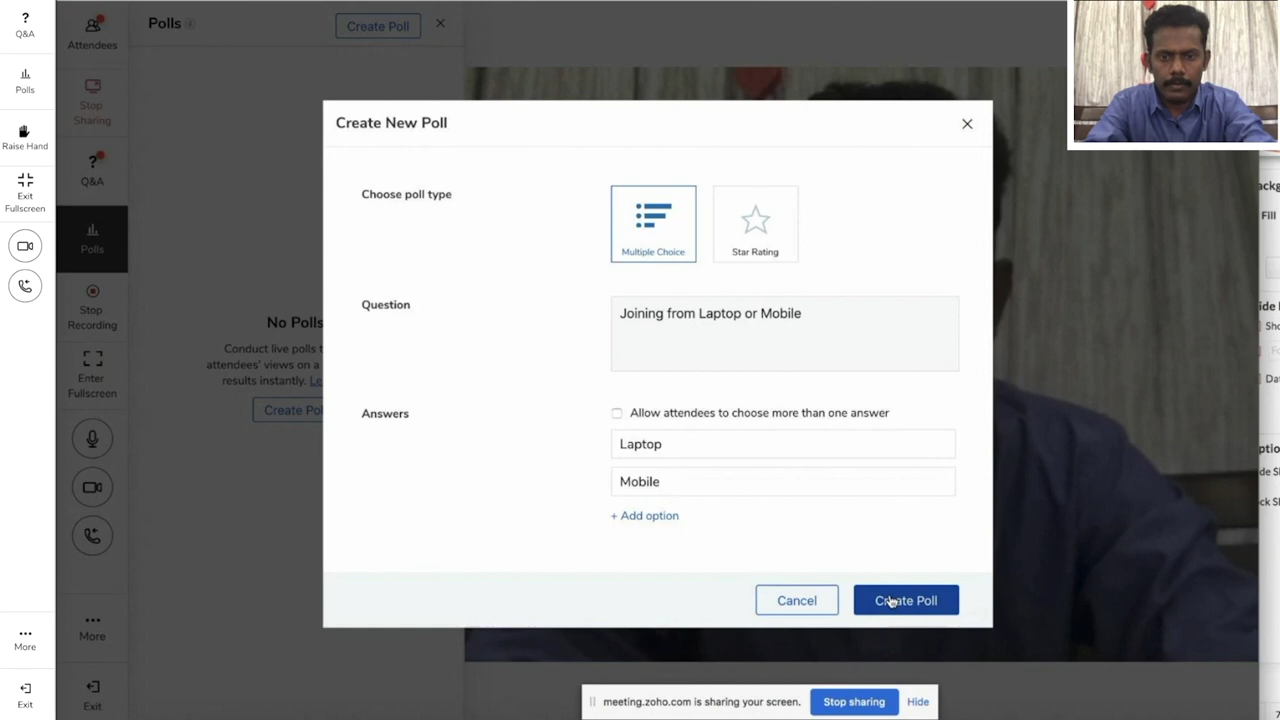 ?
Q&A
Polls
Raise Hand
Exit
Fullscreen
More
Exit
Attendees
Stop
Sharing
?
Q&A
Polls
Stop
Recording
Enter
Fullscreen
More
Exit
Polls
Create Poll
No Polls
Conduct live polls t
attendees' views on a
results instantly. Le
Create Pol
Create New Poll
Choose poll type
Multiple Choice
Star Rating
Question
Joining from Laptop or Mobile
Answers
Allow attendees to choose more than one answer
Laptop
Mobile
+ Add option
Cancel
Create Poll
meeting.zoho.com is sharing your screen.
Stop sharing
Hide
Fill